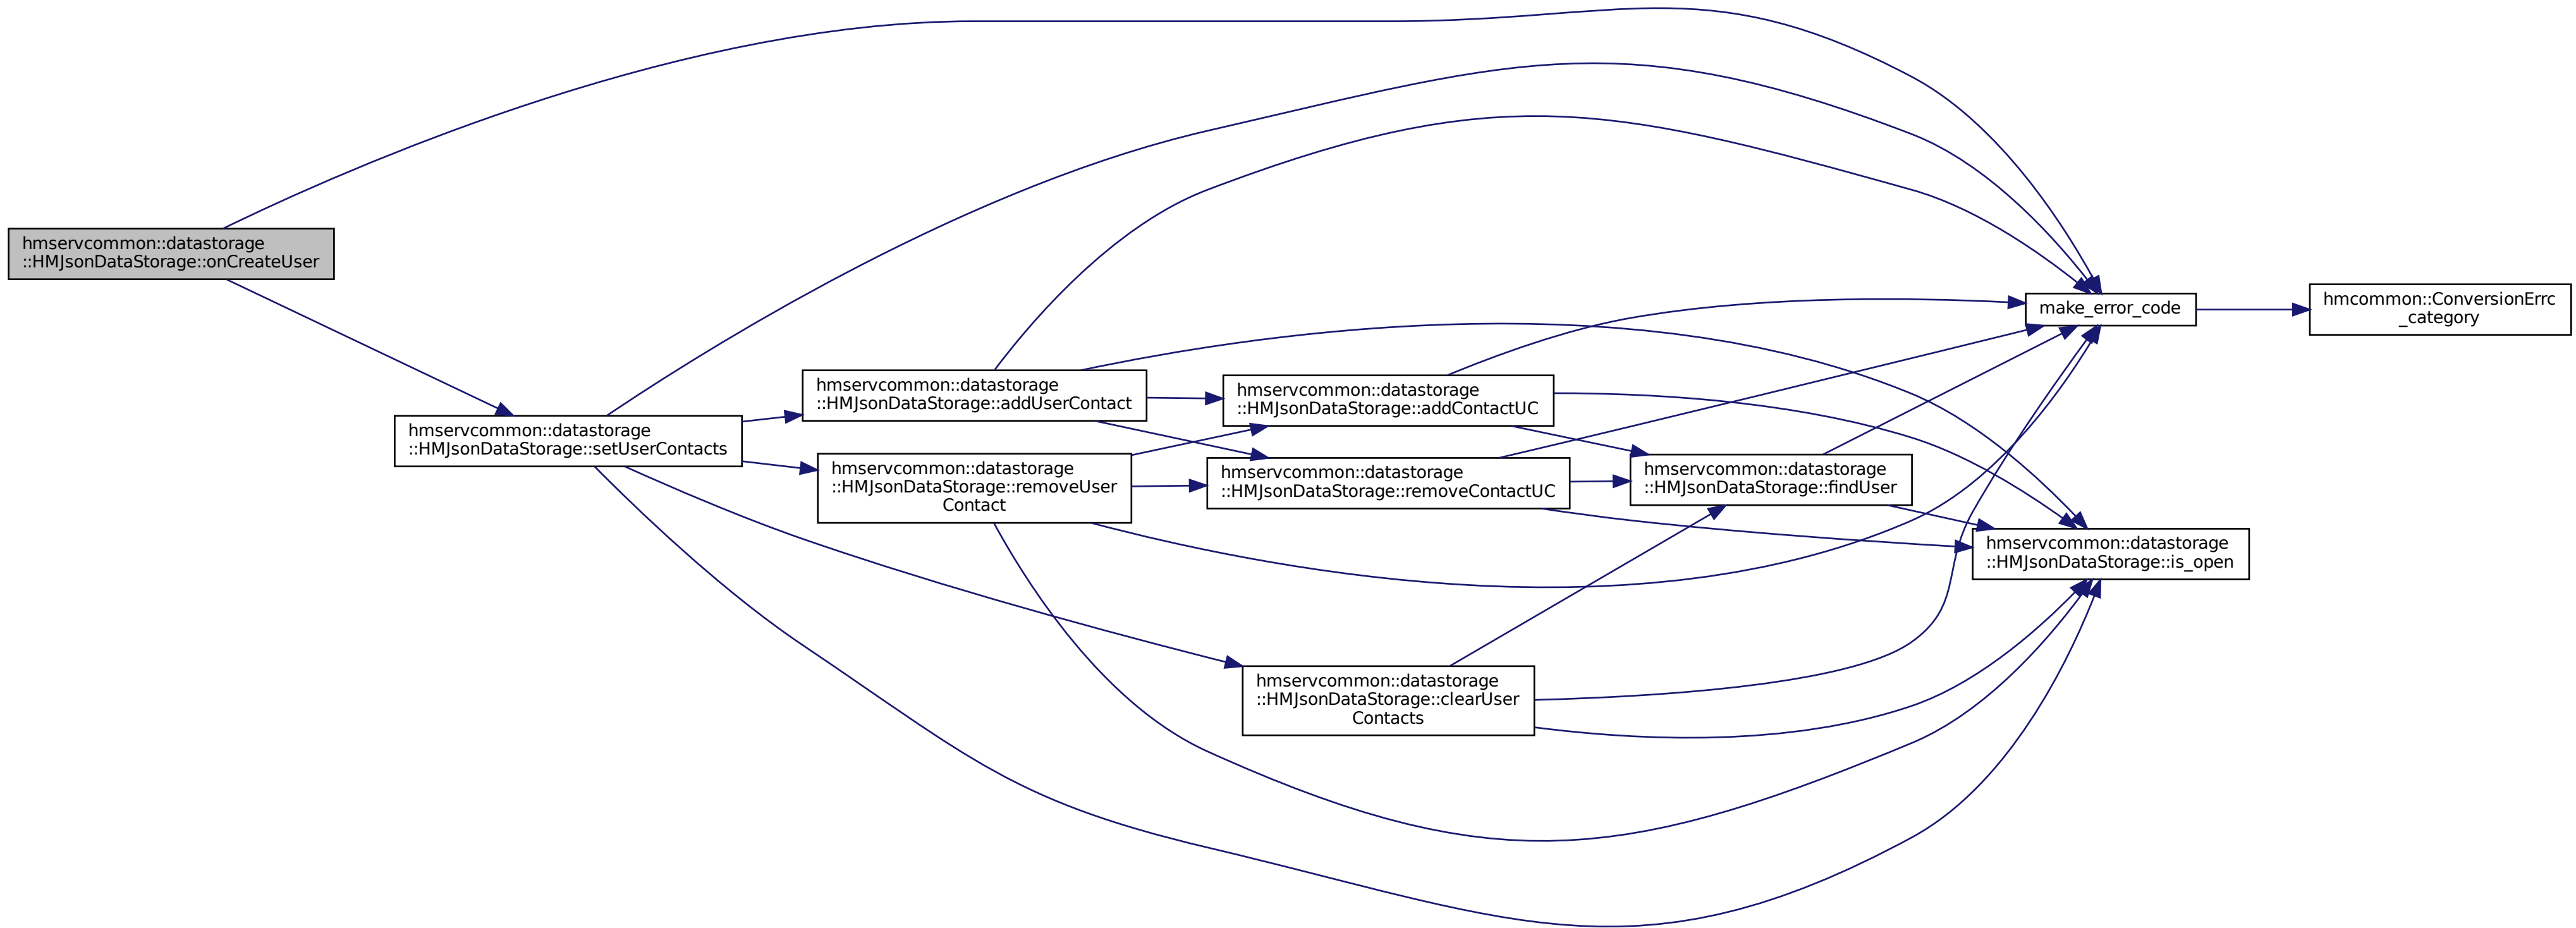 hmservcommon::datastorage
::HMJsonDataStorage::onCreateUser
hmservcommon::datastorage
::HMJsonDataStorage::setUserContacts
hmservcommon::datastorage
::HMJsonDataStorage::addUserContact
hmservcommon::datastorage
::HMJsonDataStorage::removeUser
Contact
hmservcommon::datastorage
::HMJsonDataStorage::addContactUC
hmservcommon::datastorage
::HMJsonDataStorage::removeContactUC
hmservcommon::datastorage
::HMJsonDataStorage::clearUser
Contacts
hmservcommon::datastorage
::HMJsonDataStorage::findUser
make_error_code
hmservcommon::datastorage
::HMJsonDataStorage::is_open
hmcommon::ConversionErrc
_category